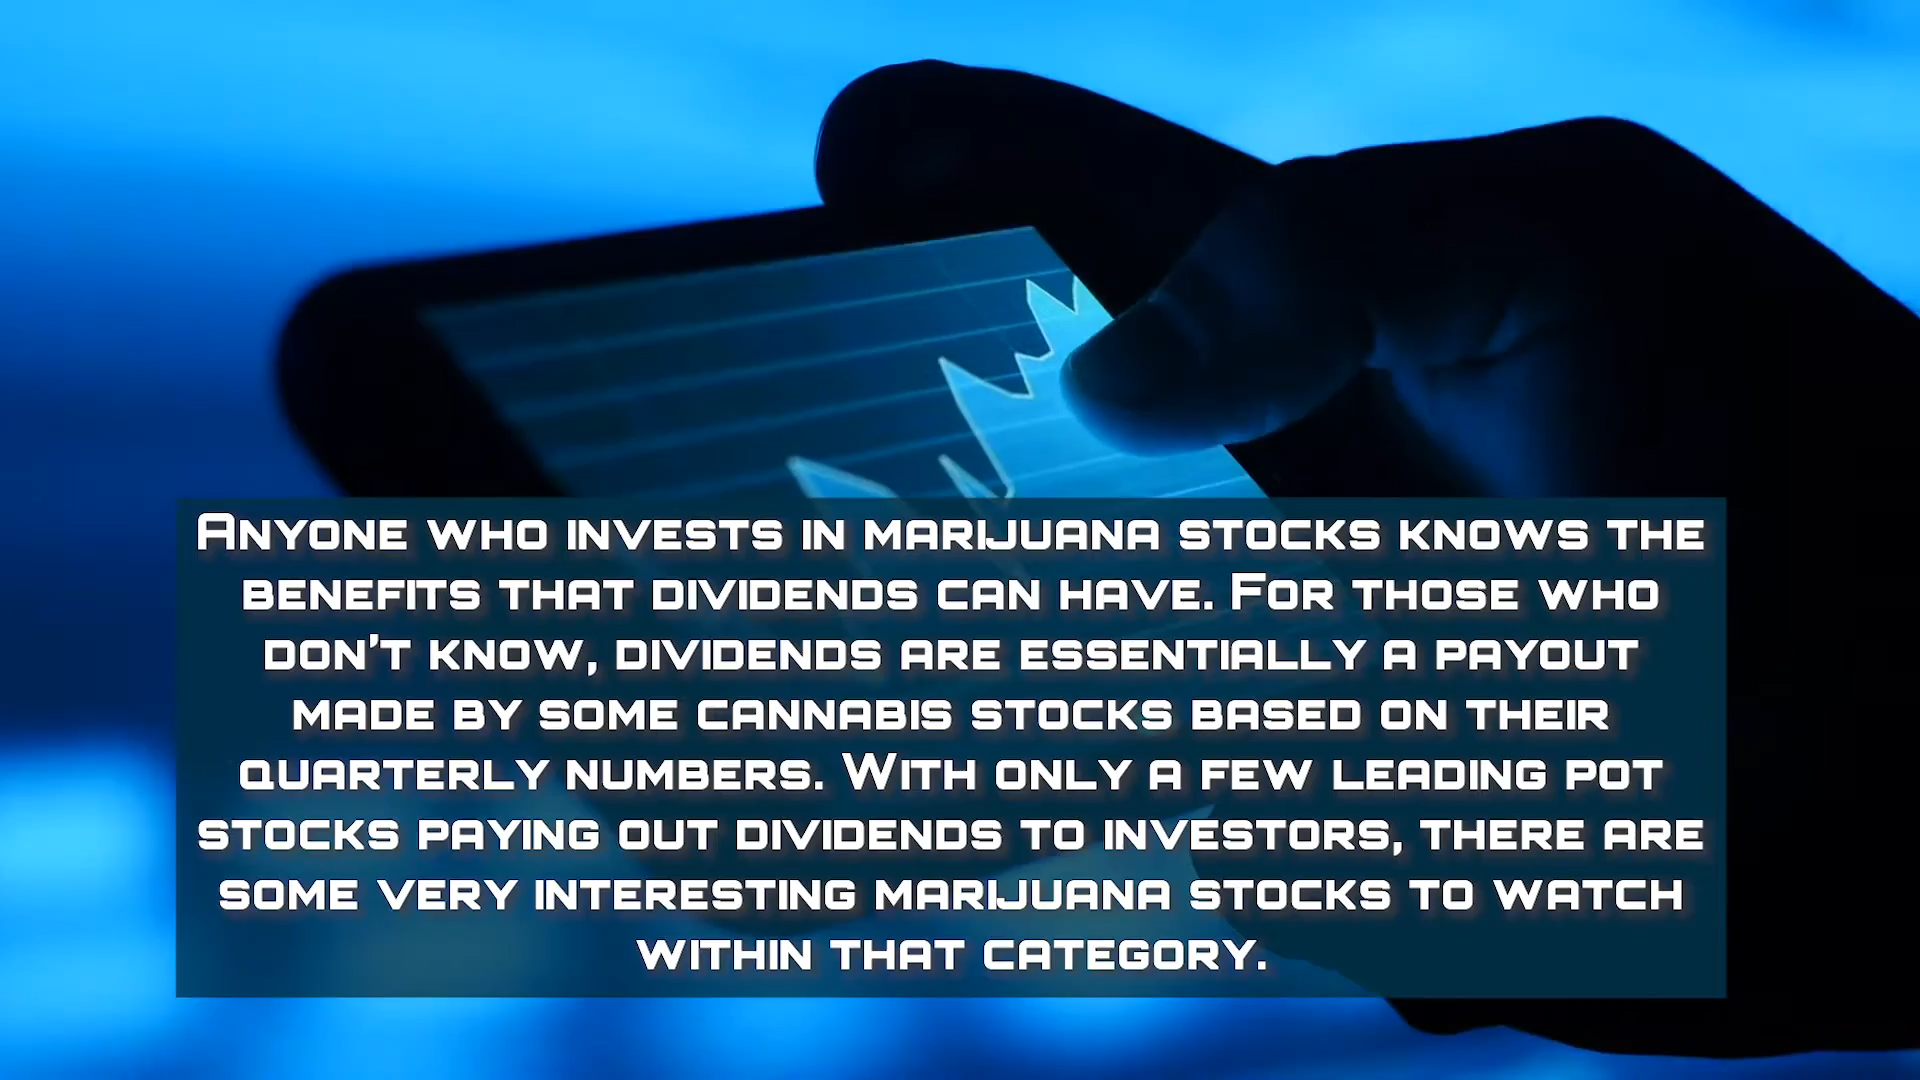 Anyone who invests in marijuana stocks knows the
benefits that dividends can have. For those who
don't know, dividends are essentially a payout
made by some cannabis stocks based on their
quarterly numbers. With only a few leading pot
stocks paying out dividends to investors, there are
some very interesting marijuana stocks to watch
within that category.